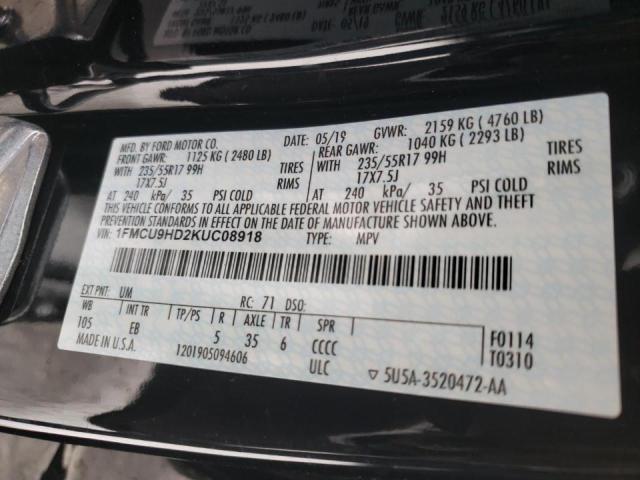 MFD. BY FORD MOTOR CO.
DATE: 05/19 GVWR: 2159 KG ( 4760 LB)
FRONT GAWR: 1125 KG ( 2480 LB) REAR GAWR: 1040 KG ( 2293 LB)
WITH 235/55R17 99H TIRES WITH 235/55R17 99H TIRES
17X7.5J RIMS 17X7.5J RIMS
AT 240 kPa/ 35 PSI COLD AT 240 kPa/ 35 PSI COLD
THIS VEHICLE CONFORMS TO ALL APPLICABLE FEDERAL MOTOR VEHICLE SAFETY AND THEFT
PREVENTION STANDARDS IN EFFECT ON THE DATE OF MANUFACTURE SHOWN ABOVE.
VIN: 1FMCU9HD2KUC08918 TYPE: MPV
EXT PNT: UM RC: 71 DSO:
WB INT TR TP/PS R AXLE TR SPR
105 EB 5 35 6 CCCC F0114
MADE IN U.S.A. 1201905094606 ULC T0310
▽ 5U5A-3520472-AA